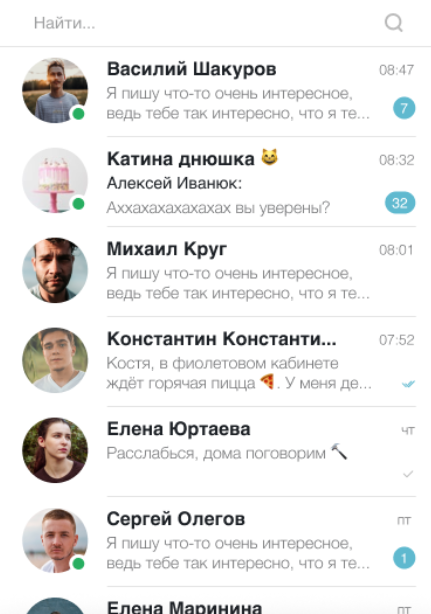 Найти...
Василий Шакуров 08:47
Я пишу что-то очень интересное,
ведь тебе так интересно, что я те... 7
Катина днюшка 😺 08:32
Алексей Иванюк:
Аххахахахахахах вы уверены? 32
Михаил Круг 08:01
Я пишу что-то очень интересное,
ведь тебе так интересно, что я те...
Константин Константи... 07:52
Костя, в фиолетовом кабинете
ждёт горячая пицца 🍕. У меня де...
Елена Юртаева чт
Расслабься, дома поговорим 🔨
Сергей Олегов пт
Я пишу что-то очень интересное,
ведь тебе так интересно, что я те... 1
Елена Маринина пт